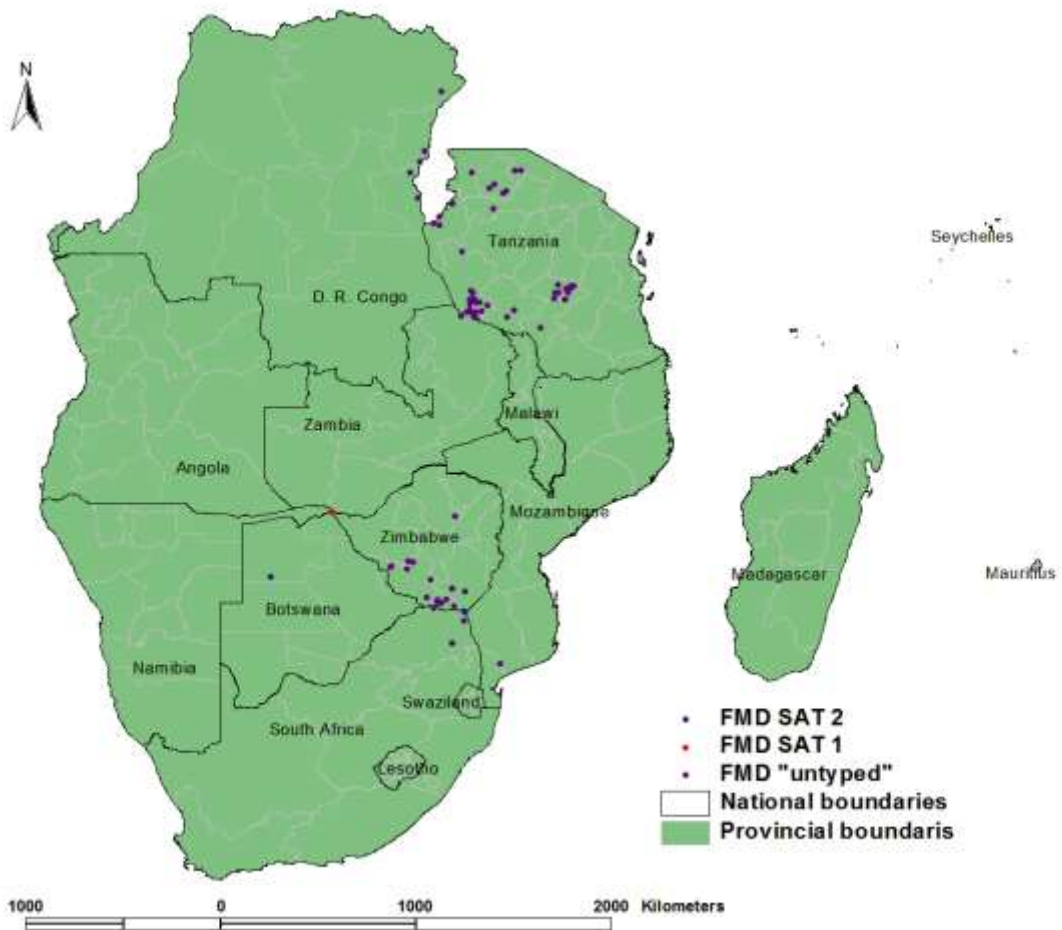 N
Tanzania
Seychelles
D. R. Congo
Malawi
Zambia
Angola
Mozambique
Zimbabwe
Madagascar
Mauritius
Botswana
Namibia
Swaziland
South Africa
Lesotho
FMD SAT 2
FMD SAT 1
FMD "untyped"
National boundaries
Provincial boundaris
1000 0 1000 2000 Kilometers